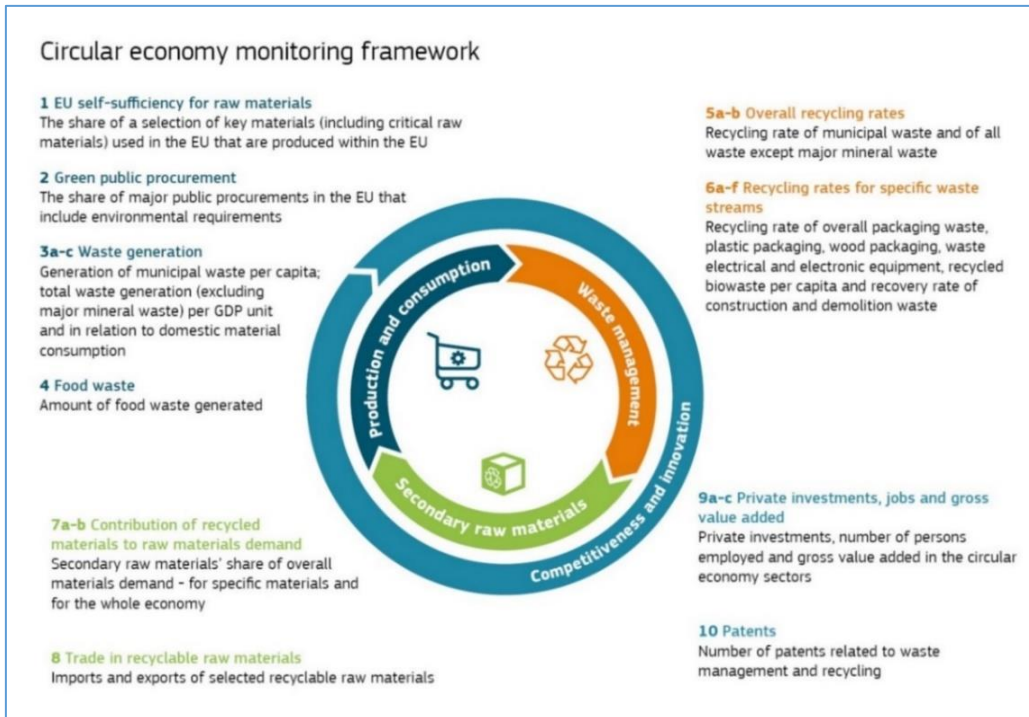 Circular economy monitoring framework
1 EU self-sufficiency for raw materials
The share of a selection of key materials (including critical raw
materials) used in the EU that are produced within the EU
2 Green public procurement
The share of major public procurements in the EU that
include environmental requirements
3a-c Waste generation
Generation of municipal waste per capita;
total waste generation (excluding
major mineral waste) per GDP unit
and in relation to domestic material
consumption
4 Food waste
Amount of food waste generated
5a-b Overall recycling rates
Recycling rate of municipal waste and of all
waste except major mineral waste
6a-f Recycling rates for specific waste
streams
Recycling rate of overall packaging waste,
plastic packaging, wood packaging, waste
electrical and electronic equipment, recycled
biowaste per capita and recovery rate of
construction and demolition waste
Production and consumption
Waste management
Secondary raw materials
Competitiveness and innovation
7a-b Contribution of recycled
materials to raw materials demand
Secondary raw materials' share of overall
materials demand - for specific materials and
for the whole economy
8 Trade in recyclable raw materials
Imports and exports of selected recyclable raw materials
9a-c Private investments, jobs and gross
value added
Private investments, number of persons
employed and gross value added in the circular
economy sectors
10 Patents
Number of patents related to waste
management and recycling